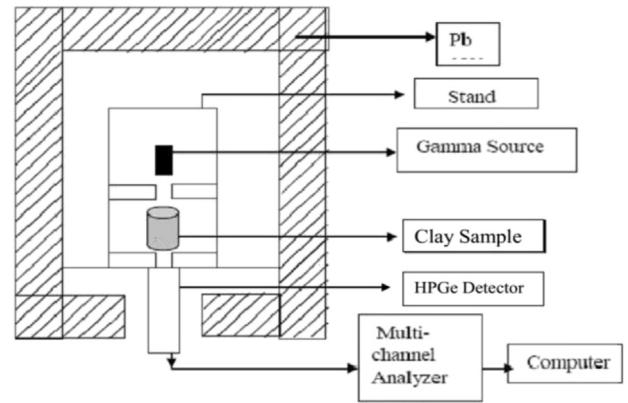 Pb
Stand
Gamma Source
Clay Sample
HPGe Detector
Multi-
channel
Analyzer
Computer